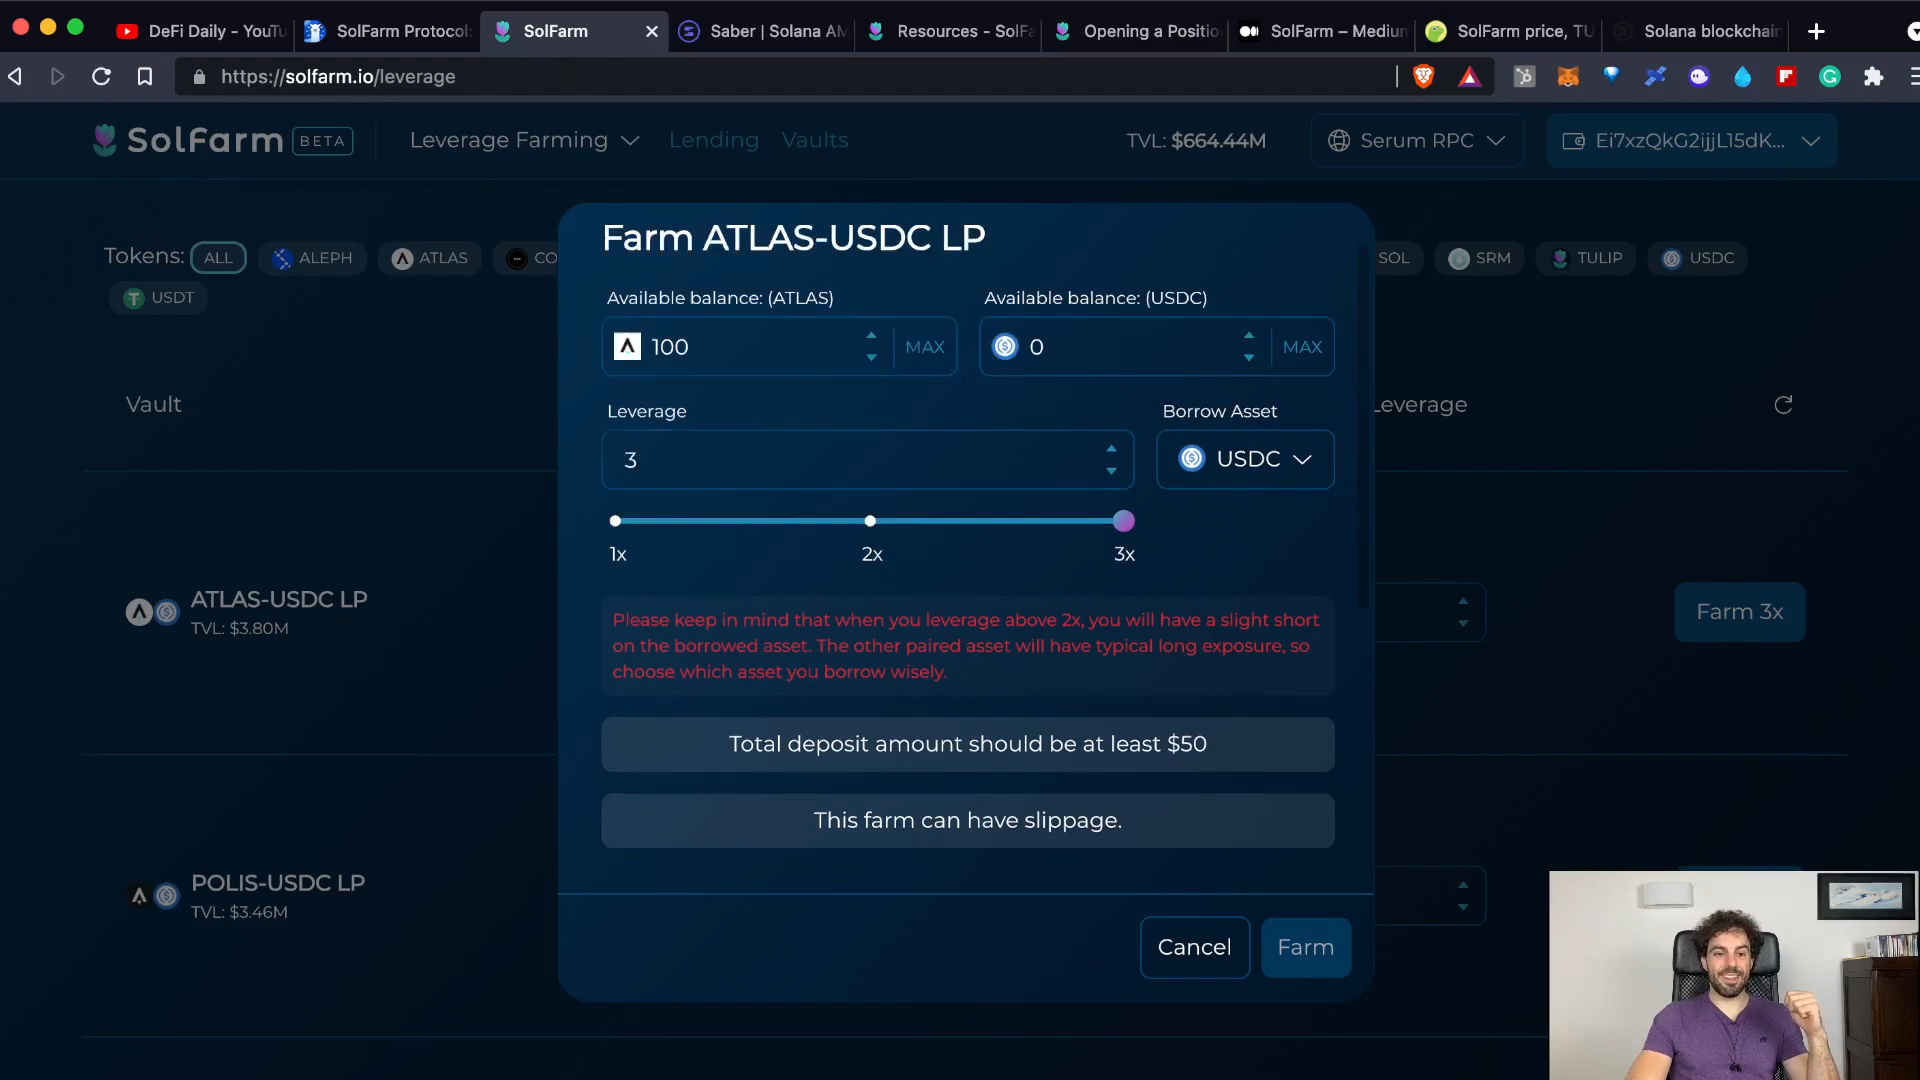 DeFi Daily - YouTu
SolFarm Protocol:
SolFarm
Saber | Solana AM
Resources - SolFa
Opening a Positio
SolFarm – Medium
SolFarm price, TU
Solana blockchain
https://solfarm.io/leverage
SolFarm BETA
Leverage Farming
Lending
Vaults
TVL: $664.44M
Serum RPC
Ei7xzQkG2ijjL15dK...
Tokens: ALL ALEPH ATLAS CO SOL SRM TULIP USDC
USDT
Farm ATLAS-USDC LP
Available balance: (ATLAS)
Available balance: (USDC)
100 MAX
0 MAX
Vault
Leverage
Borrow Asset
Leverage
3
USDC
1x 2x 3x
ATLAS-USDC LP
TVL: $3.80M
Farm 3x
Please keep in mind that when you leverage above 2x, you will have a slight short
on the borrowed asset. The other paired asset will have typical long exposure, so
choose which asset you borrow wisely.
Total deposit amount should be at least $50
This farm can have slippage.
POLIS-USDC LP
TVL: $3.46M
Cancel
Farm